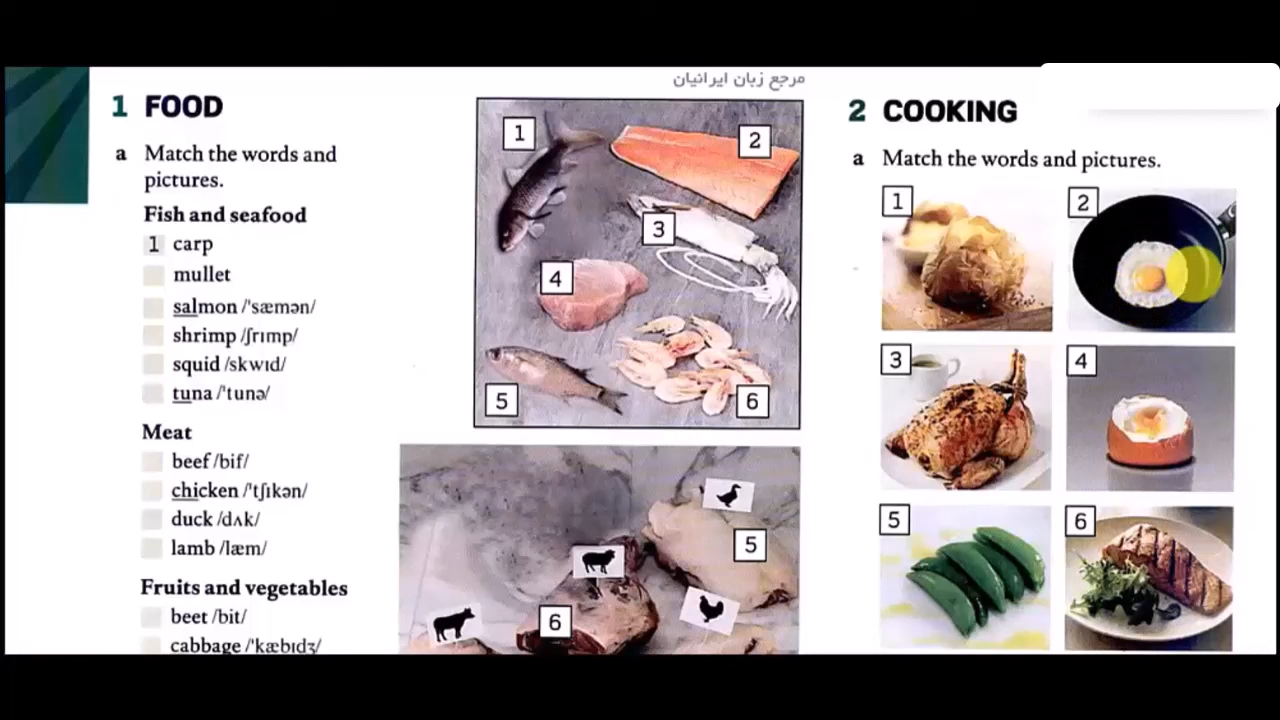 مرجع زبان ایرانیان
1 FOOD
a Match the words and
pictures.
Fish and seafood
1 carp
mullet
salmon /ˈsæmən/
shrimp /ʃrɪmp/
squid /skwɪd/
tuna /ˈtunə/
Meat
beef /bif/
chicken /ˈtʃɪkən/
duck /dʌk/
lamb /læm/
Fruits and vegetables
beet /bit/
cabbage /ˈkæbɪdʒ/
1
2
3
4
5
6
5
6
2 COOKING
a Match the words and pictures.
1
2
3
4
5
6